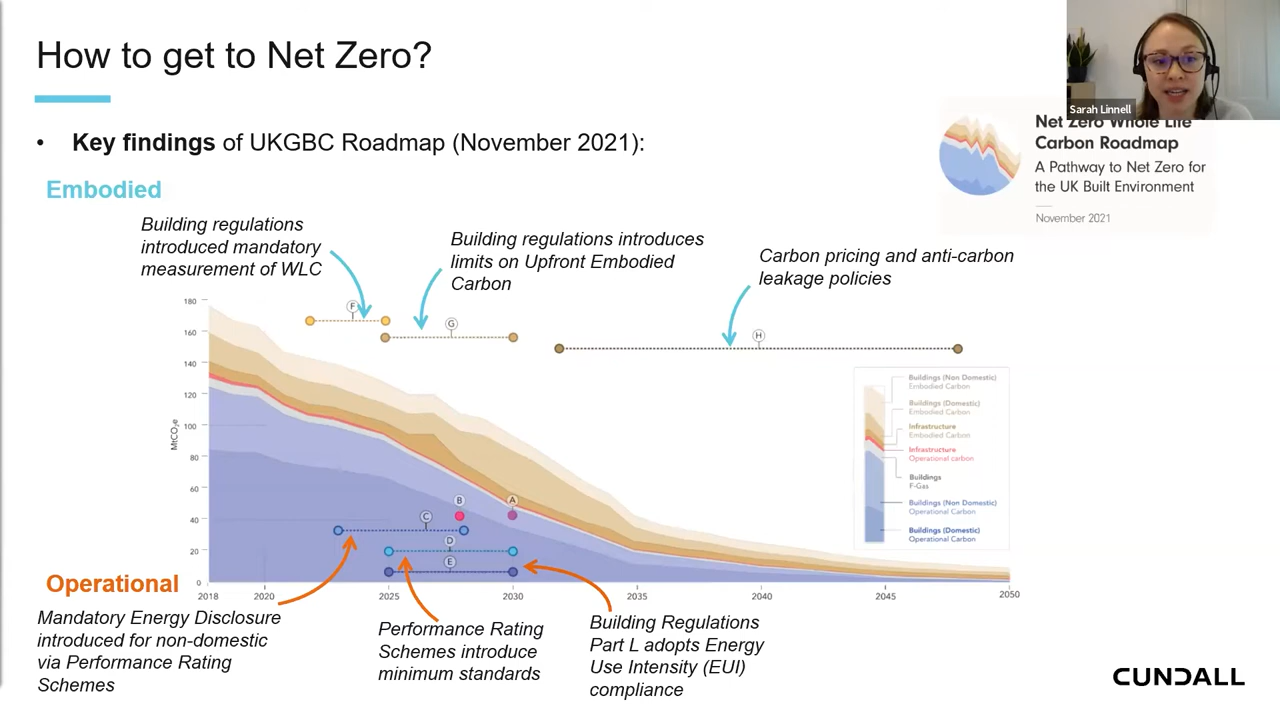 How to get to Net Zero?
Sarah Linnell
• Key findings of UKGBC Roadmap (November 2021):
Net Zero Whole Life
Carbon Roadmap
A Pathway to Net Zero for
the UK Built Environment
November 2021
Embodied
Building regulations
introduced mandatory
measurement of WLC
Building regulations introduces
limits on Upfront Embodied
Carbon
Carbon pricing and anti-carbon
leakage policies
MtCO2e
180
160
140
120
100
80
60
40
20
0
F
G
H
B
A
C
D
E
2018
2020
2025
2030
2035
2040
2045
2050
Buildings (Non Domestic)
Embodied Carbon
Buildings (Domestic)
Embodied Carbon
Infrastructure
Embodied Carbon
Infrastructure
Operational carbon
Buildings
F-Gas
Buildings (Non Domestic)
Operational Carbon
Buildings (Domestic)
Operational Carbon
Operational
Mandatory Energy Disclosure
introduced for non-domestic
via Performance Rating
Schemes
Performance Rating
Schemes introduce
minimum standards
Building Regulations
Part L adopts Energy
Use Intensity (EUI)
compliance
CUNDALL